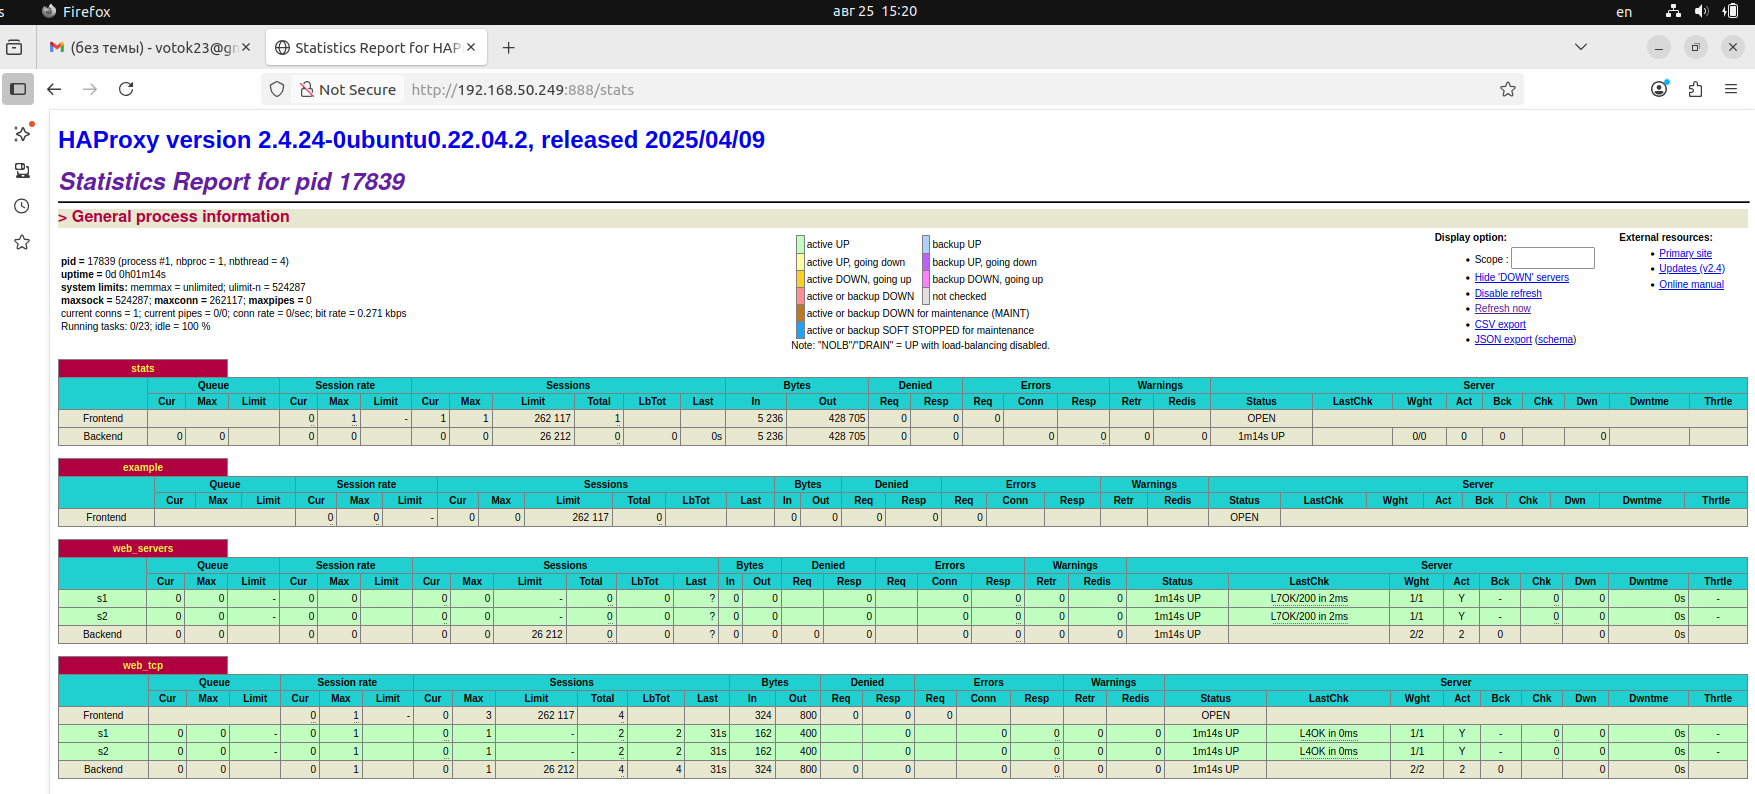 s Firefox авг 25 15:20 en
(без темы) - votok23@gm Statistics Report for HAP
Not Secure http://192.168.50.249:888/stats
HAProxy version 2.4.24-0ubuntu0.22.04.2, released 2025/04/09
Statistics Report for pid 17839
> General process information
pid = 17839 (process #1, nbproc = 1, nbthread = 4)
uptime = 0d 0h01m14s
system limits: memmax = unlimited; ulimit-n = 524287
maxsock = 524287; maxconn = 262117; maxpipes = 0
current conns = 1; current pipes = 0/0; conn rate = 0/sec; bit rate = 0.271 kbps
Running tasks: 0/23; idle = 100 %
active UP backup UP
active UP, going down backup UP, going down
active DOWN, going up backup DOWN, going up
active or backup DOWN not checked
active or backup DOWN for maintenance (MAINT)
active or backup SOFT STOPPED for maintenance
Note: "NOLB"/"DRAIN" = UP with load-balancing disabled.
Display option:
Scope :
Hide 'DOWN' servers
Disable refresh
Refresh now
CSV export
JSON export (schema)
External resources:
Primary site
Updates (v2.4)
Online manual
stats
Queue Session rate Sessions Bytes Denied Errors Warnings Server
Cur Max Limit Cur Max Limit Cur Max Limit Total LbTot Last In Out Req Resp Req Conn Resp Retr Redis Status LastChk Wght Act Bck Chk Dwn Dwntme Thrtle
Frontend 0 1 - 1 1 262 117 1 5 236 428 705 0 0 0 OPEN
Backend 0 0 0 0 0 0 26 212 0 0 0s 5 236 428 705 0 0 0 0 0 0 1m14s UP 0/0 0 0 0
example
Queue Session rate Sessions Bytes Denied Errors Warnings Server
Cur Max Limit Cur Max Limit Cur Max Limit Total LbTot Last In Out Req Resp Req Conn Resp Retr Redis Status LastChk Wght Act Bck Chk Dwn Dwntme Thrtle
Frontend 0 0 - 0 0 262 117 0 0 0 0 0 0 OPEN
web_servers
Queue Session rate Sessions Bytes Denied Errors Warnings Server
Cur Max Limit Cur Max Limit Cur Max Limit Total LbTot Last In Out Req Resp Req Conn Resp Retr Redis Status LastChk Wght Act Bck Chk Dwn Dwntme Thrtle
s1 0 0 - 0 0 0 0 - 0 0 ? 0 0 0 0 0 0 0 1m14s UP L7OK/200 in 2ms 1/1 Y - 0 0 0s -
s2 0 0 - 0 0 0 0 - 0 0 ? 0 0 0 0 0 0 0 1m14s UP L7OK/200 in 2ms 1/1 Y - 0 0 0s -
Backend 0 0 0 0 0 0 26 212 0 0 ? 0 0 0 0 0 0 0 0 1m14s UP 2/2 2 0 0 0s
web_tcp
Queue Session rate Sessions Bytes Denied Errors Warnings Server
Cur Max Limit Cur Max Limit Cur Max Limit Total LbTot Last In Out Req Resp Req Conn Resp Retr Redis Status LastChk Wght Act Bck Chk Dwn Dwntme Thrtle
Frontend 0 1 - 0 3 262 117 4 324 800 0 0 0 OPEN
s1 0 0 - 0 1 0 1 - 2 2 31s 162 400 0 0 0 0 0 1m14s UP L4OK in 0ms 1/1 Y - 0 0 0s -
s2 0 0 - 0 1 0 1 - 2 2 31s 162 400 0 0 0 0 0 1m14s UP L4OK in 0ms 1/1 Y - 0 0 0s -
Backend 0 0 0 1 0 1 26 212 4 4 31s 324 800 0 0 0 0 0 0 1m14s UP 2/2 2 0 0 0s